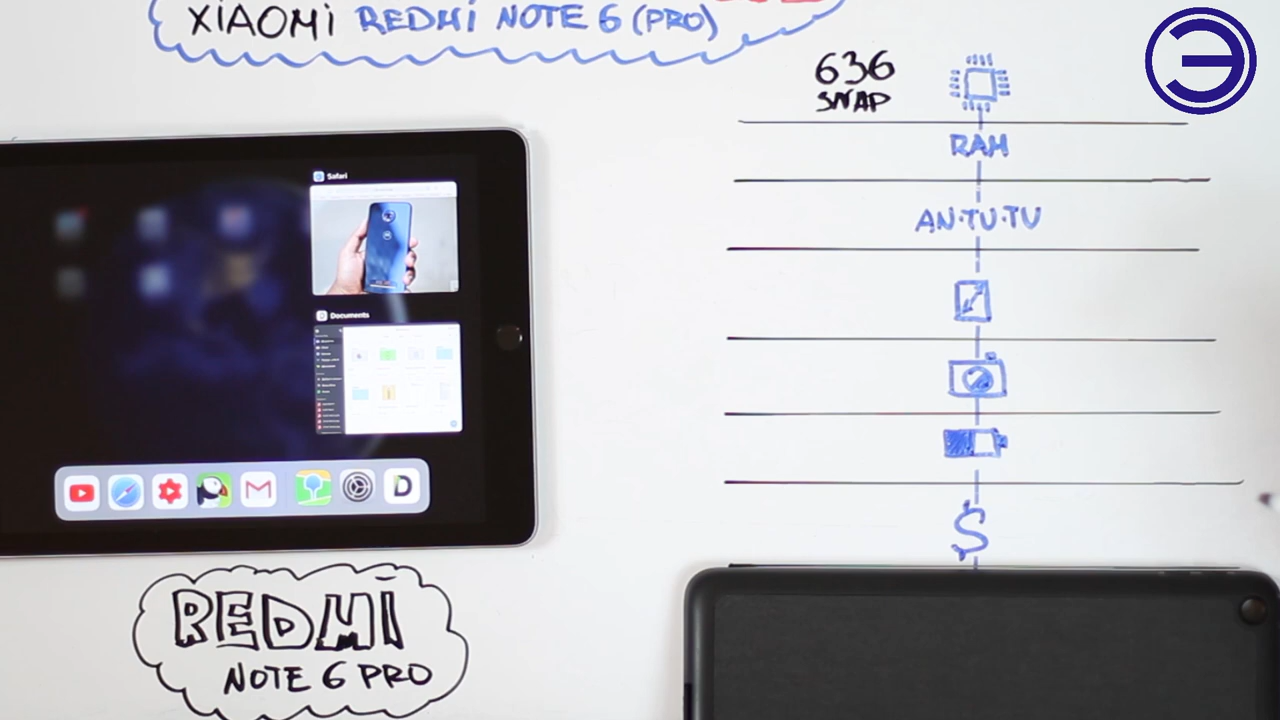 XIAOMI REDMI NOTE 6 (PRO)
636
SNAP
RAM
AN·TU·TU
$
Safari
Documents
REDMI
NOTE 6 PRO